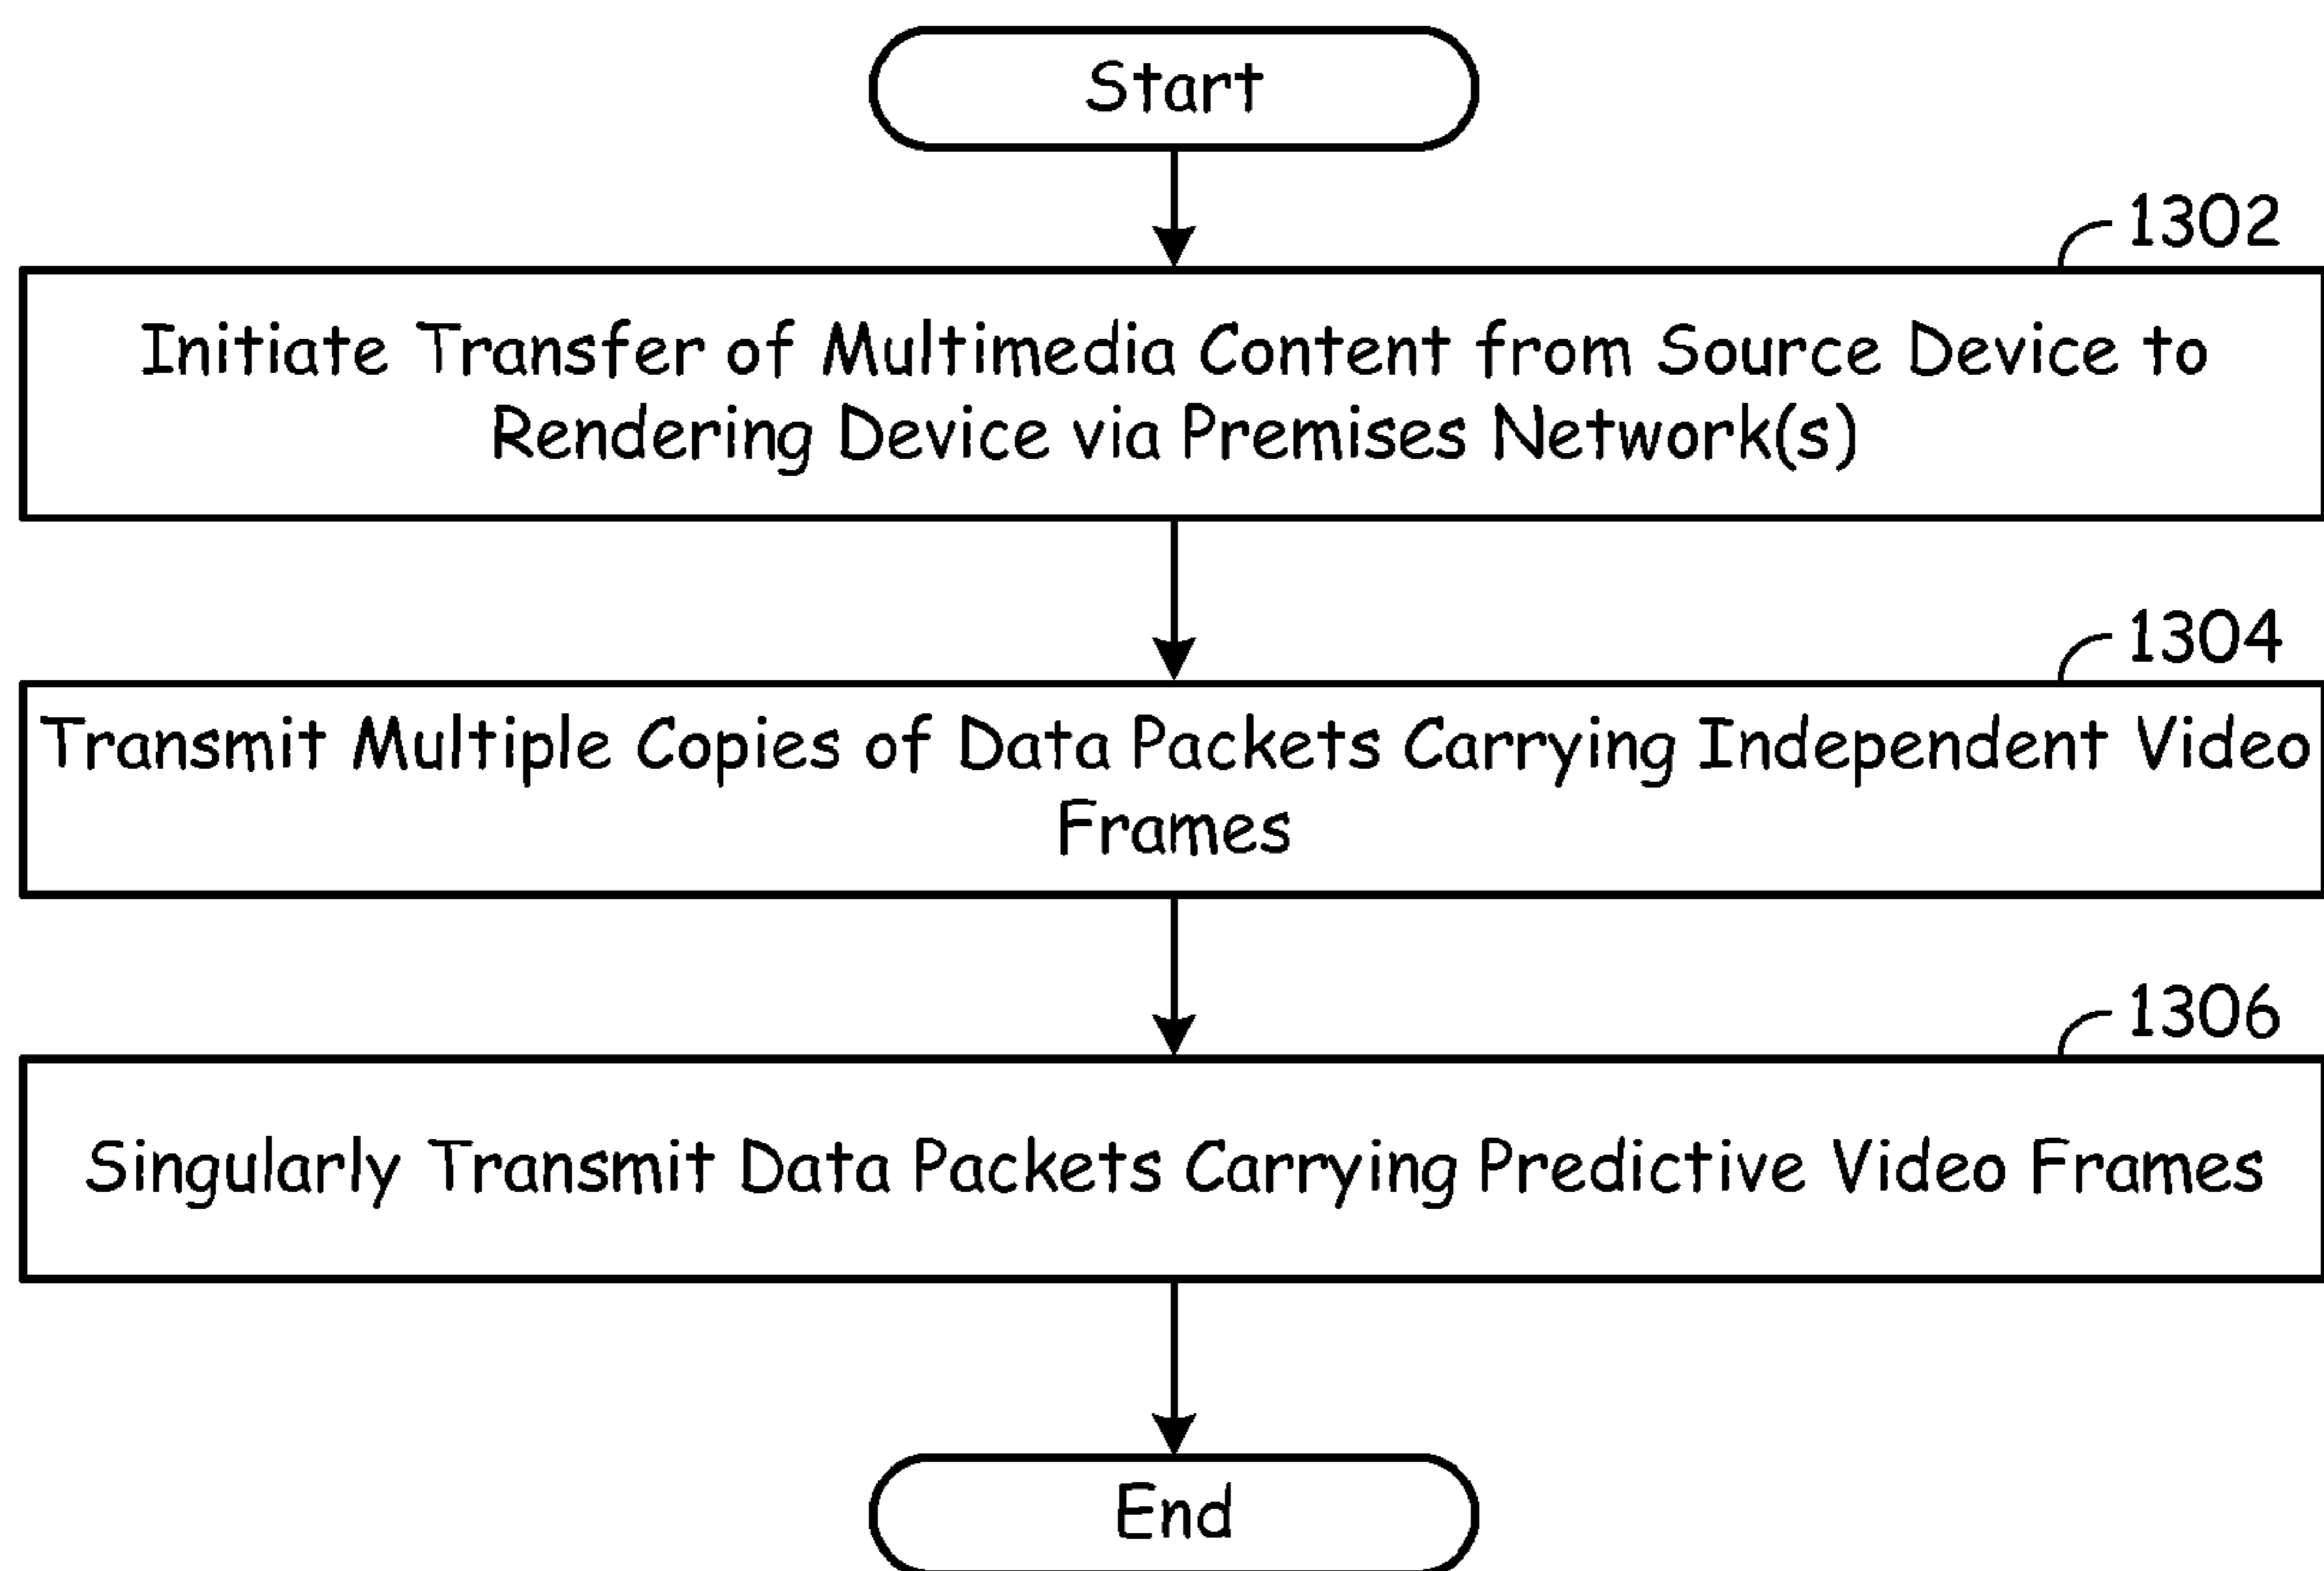 Start
1302
Initiate Transfer of Multimedia Content from Source Device to
Rendering Device via Premises Network(s)
1304
Transmit Multiple Copies of Data Packets Carrying Independent Video
Frames
1306
Singularly Transmit Data Packets Carrying Predictive Video Frames
End